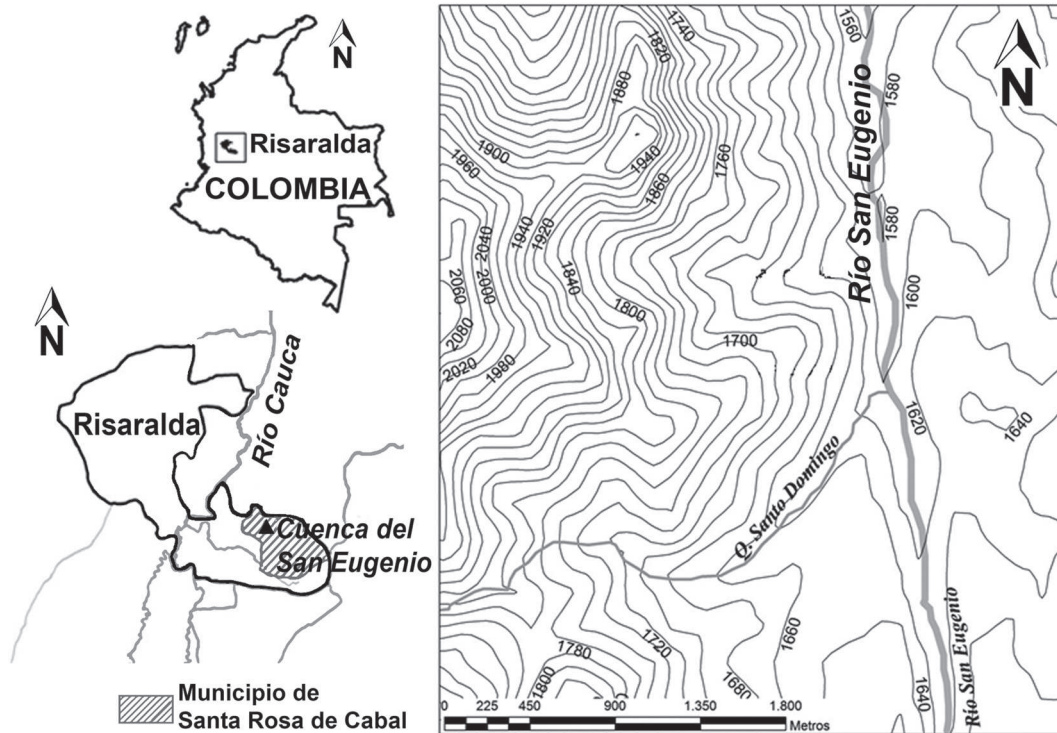 N
Risaralda
COLOMBIA
N
Río Cauca
Risaralda
Cuenca del
San Eugenio
Municipio de
Santa Rosa de Cabal
N
1560
1740
1820
1880
1580
Río San Eugenio
1900
1960
1940
1860
1760
1580
2040
1940
1920
2060
2000
1840
1600
1800
2080
1700
2020
1980
1620
1640
Q. Santo Domingo
1660
1720
1780
1680
1800
1640
Río San Eugenio
0 225 450 900 1.350 1.800
Metros